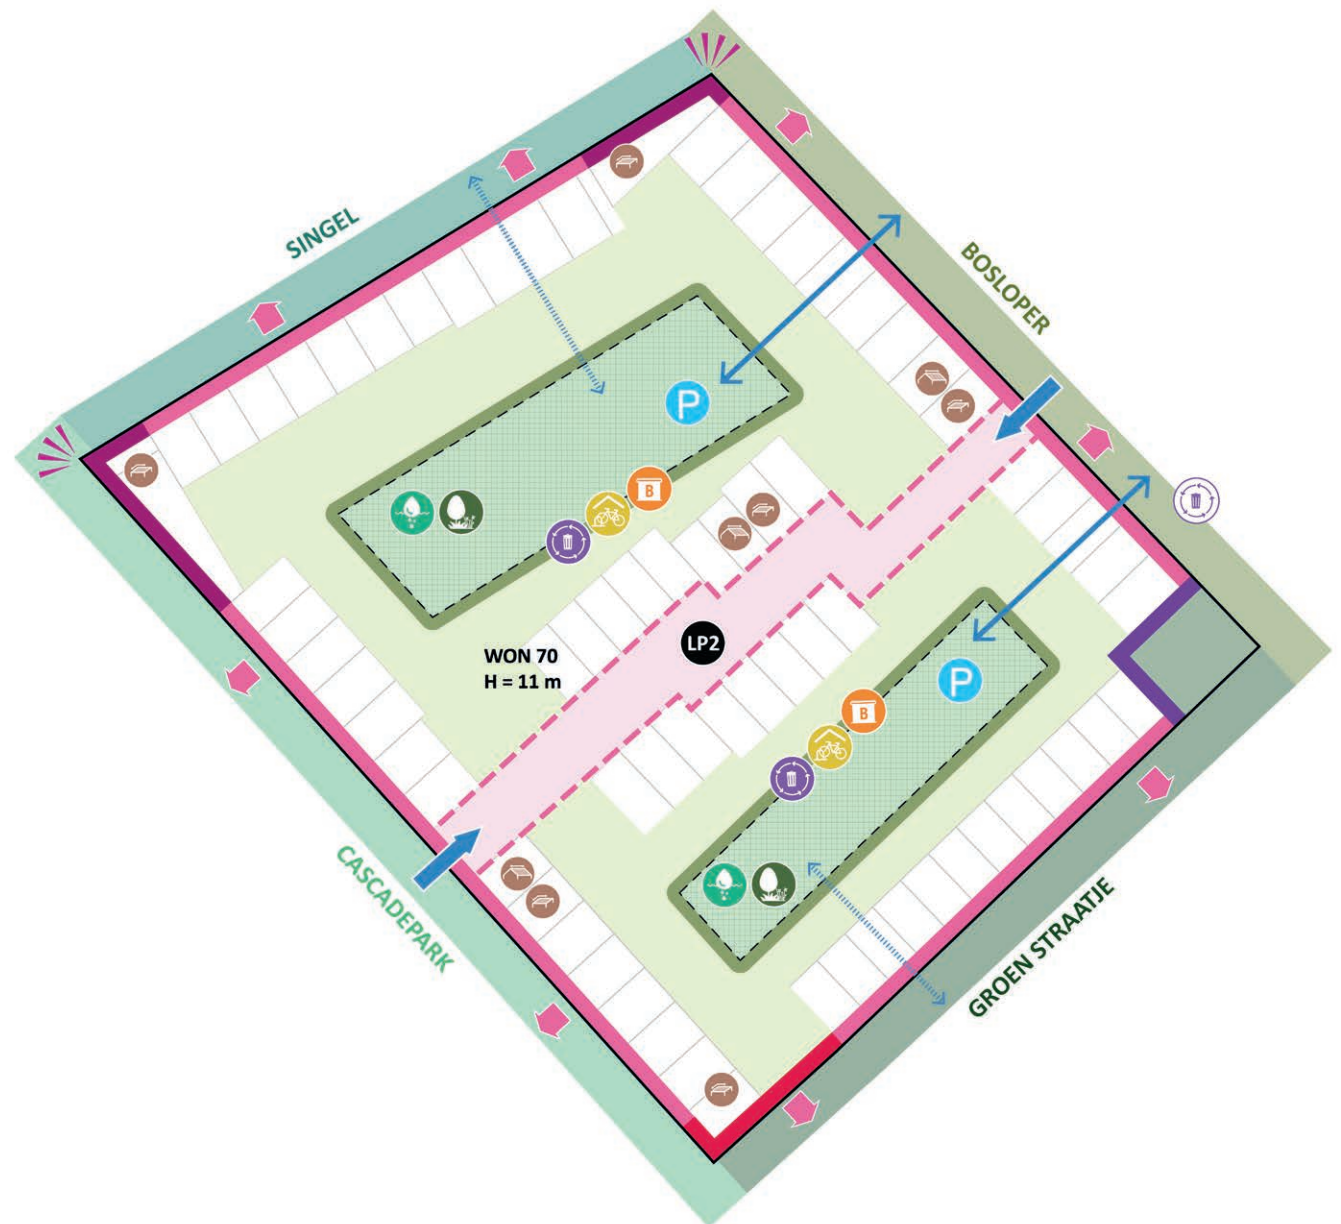 SINGEL
BOSLOPER
P
B
WON 70
H = 11 m
LP2
P
B
CASCADEPARK
GROEN STRAATJE